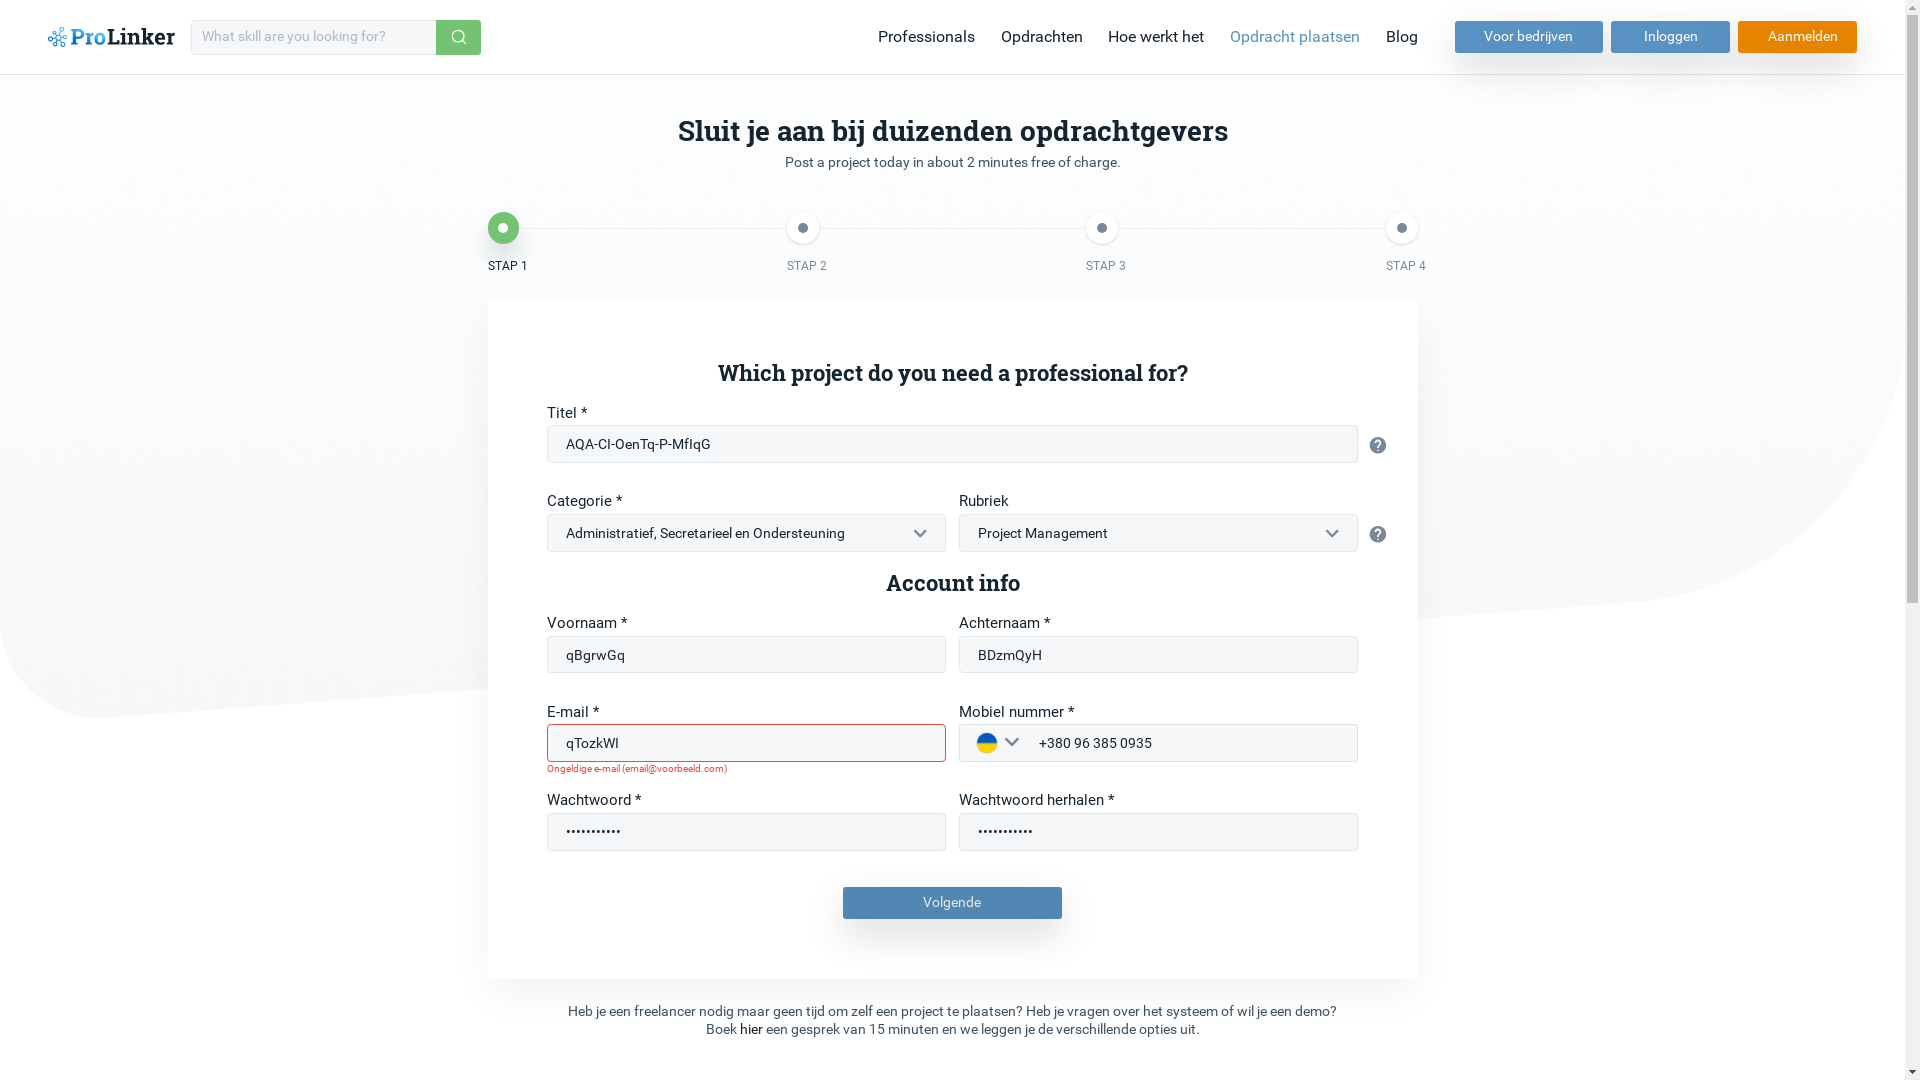 ProLinker
What skill are you looking for?
Professionals
Opdrachten
Hoe werkt het
Opdracht plaatsen
Blog
Voor bedrijven
Inloggen
Aanmelden
Sluit je aan bij duizenden opdrachtgevers
Post a project today in about 2 minutes free of charge.
STAP 1
STAP 2
STAP 3
STAP 4
Which project do you need a professional for?
Titel *
AQA-CI-OenTq-P-MfIqG
Categorie *
Rubriek
Administratief, Secretarieel en Ondersteuning
Project Management
Account info
Voornaam *
Achternaam *
qBgrwGq
BDzmQyH
E-mail *
Mobiel nummer *
qTozkWI
+380 96 385 0935
Ongeldige e-mail (email@voorbeeld.com)
Wachtwoord *
Wachtwoord herhalen *
•••••••••••
•••••••••••
Volgende
Heb je een freelancer nodig maar geen tijd om zelf een project te plaatsen? Heb je vragen over het systeem of wil je een demo?
Boek hier een gesprek van 15 minuten en we leggen je de verschillende opties uit.